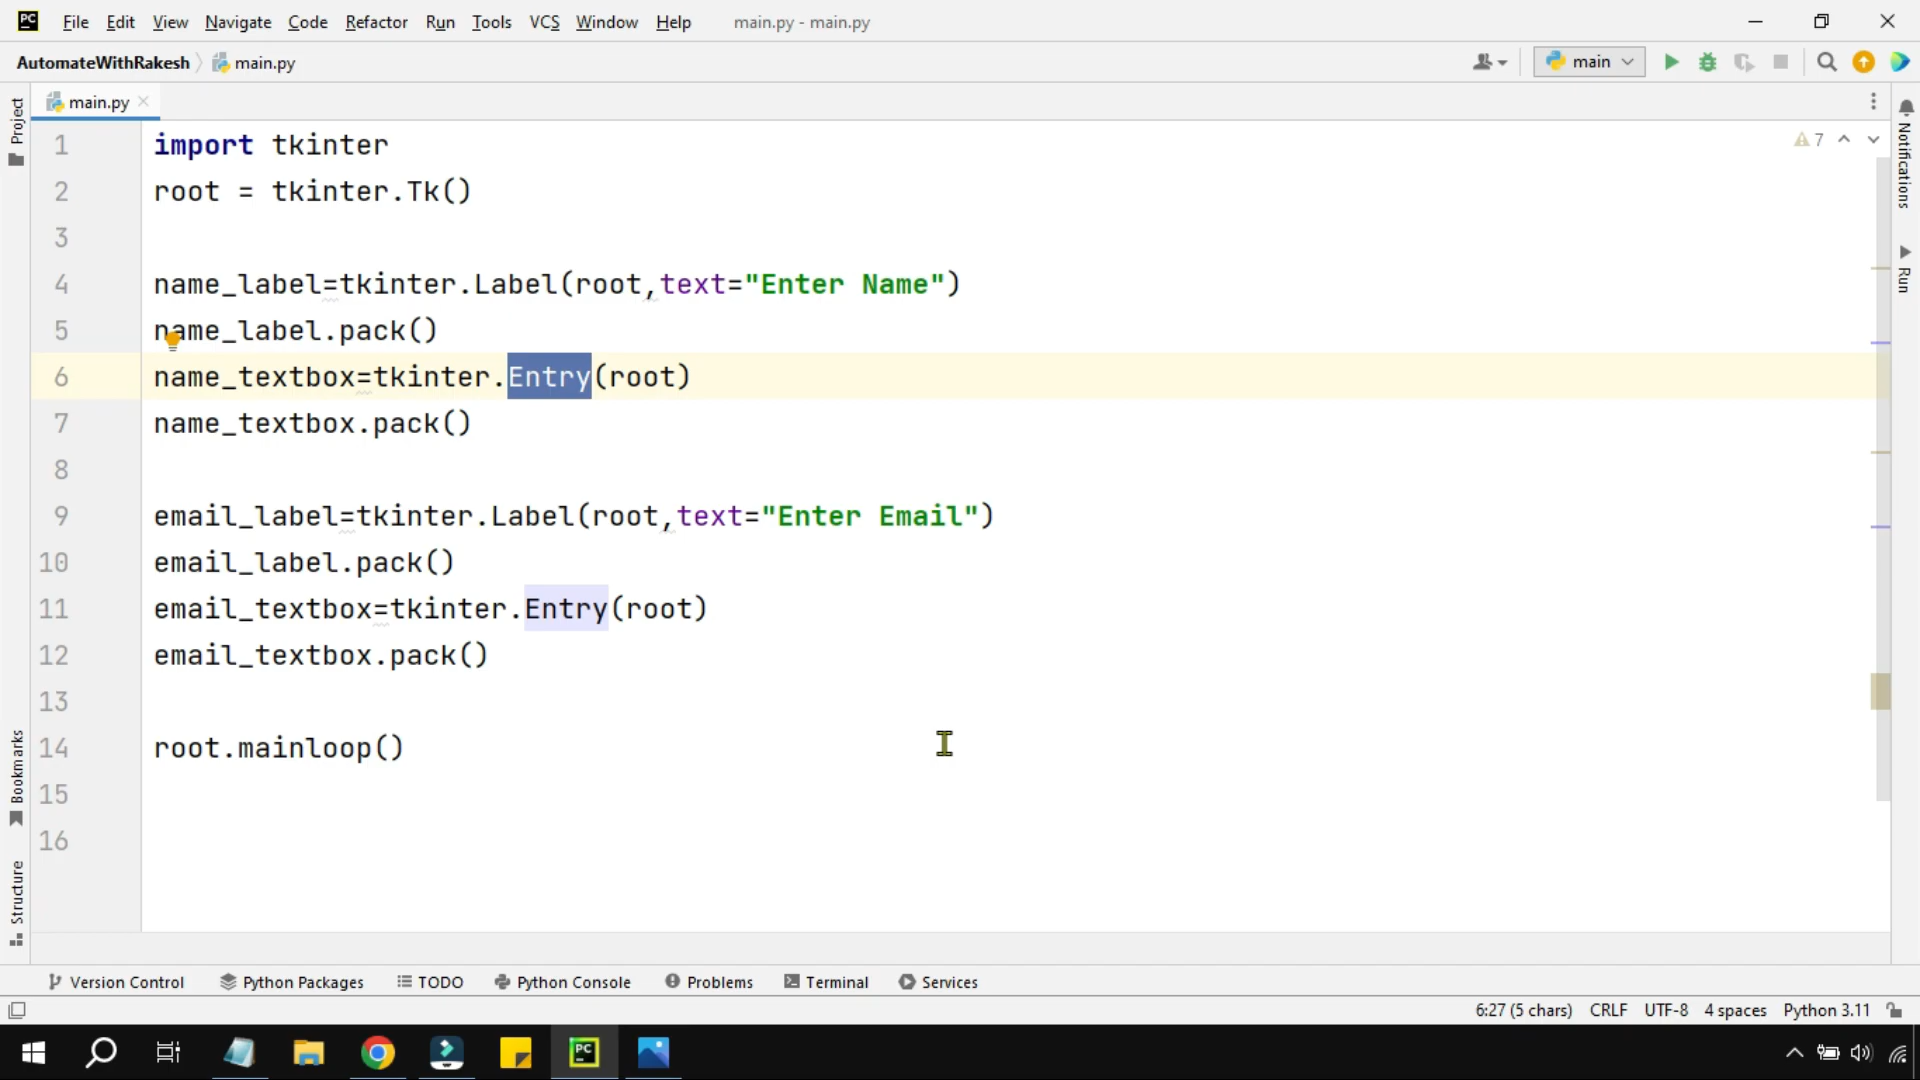 PC File Edit View Navigate Code Refactor Run Tools VCS Window Help main.py - main.py
AutomateWithRakesh main.py main
main.py
Project
Notifications
Run
Bookmarks
Structure
7
1 import tkinter
2 root = tkinter.Tk()
3
4 name_label=tkinter.Label(root,text="Enter Name")
5 name_label.pack()
6 name_textbox=tkinter.Entry(root)
7 name_textbox.pack()
8
9 email_label=tkinter.Label(root,text="Enter Email")
10 email_label.pack()
11 email_textbox=tkinter.Entry(root)
12 email_textbox.pack()
13
14 root.mainloop()
15
16
Version Control Python Packages TODO Python Console Problems Terminal Services
6:27 (5 chars) CRLF UTF-8 4 spaces Python 3.11
PC